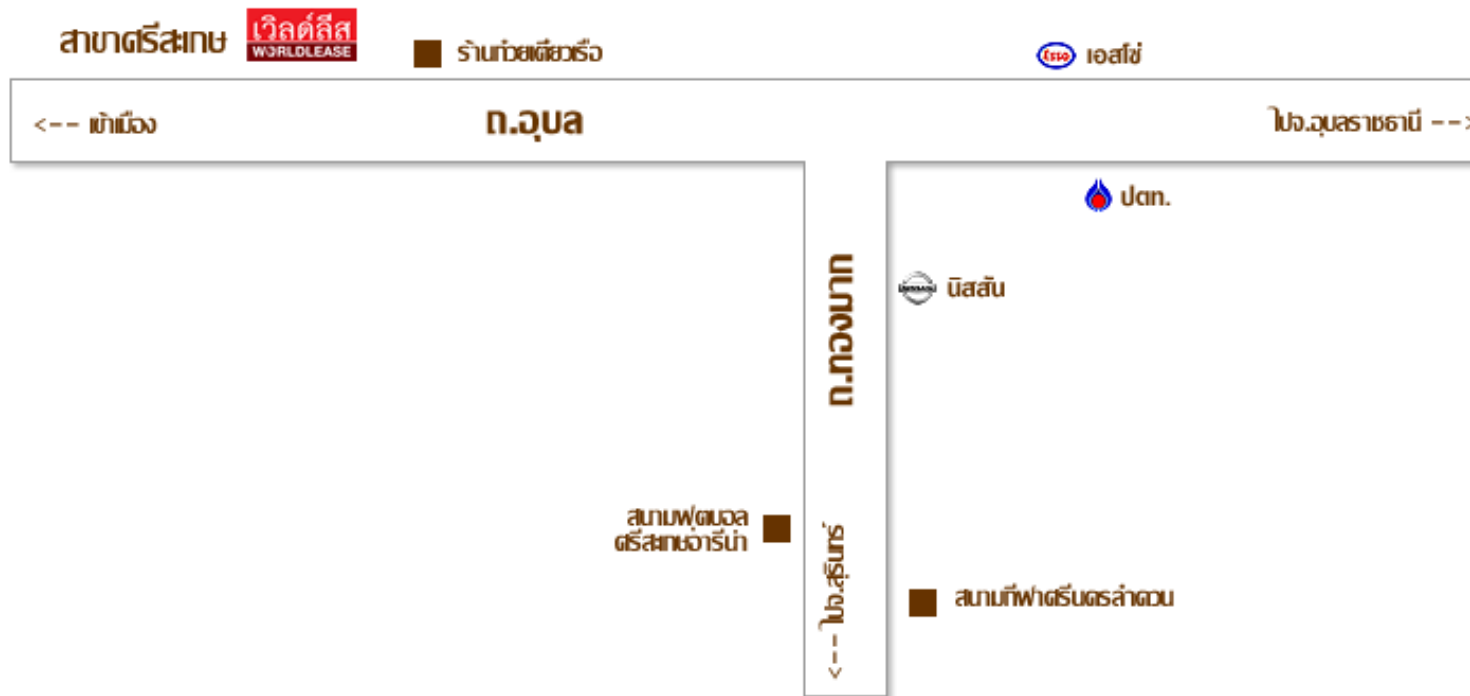 สาขาศรีสะเกษ
เวิลด์ลีส
WORLDLEASE
ร้านก๋วยเตียวเรือ
Esso
เอสโซ่
<--- เข้าเมือง
ถ.อุบล
ไปจ.อุบลราชธานี -->
ปตท.
ถ.ทองมาก
NISSAN
นิสสัน
สนามฟุตบอล
ศรีสะเกษอารีน่า
<--- ไปจ.สุรินทร์
สนามกีฬาศรีนครลำดวน